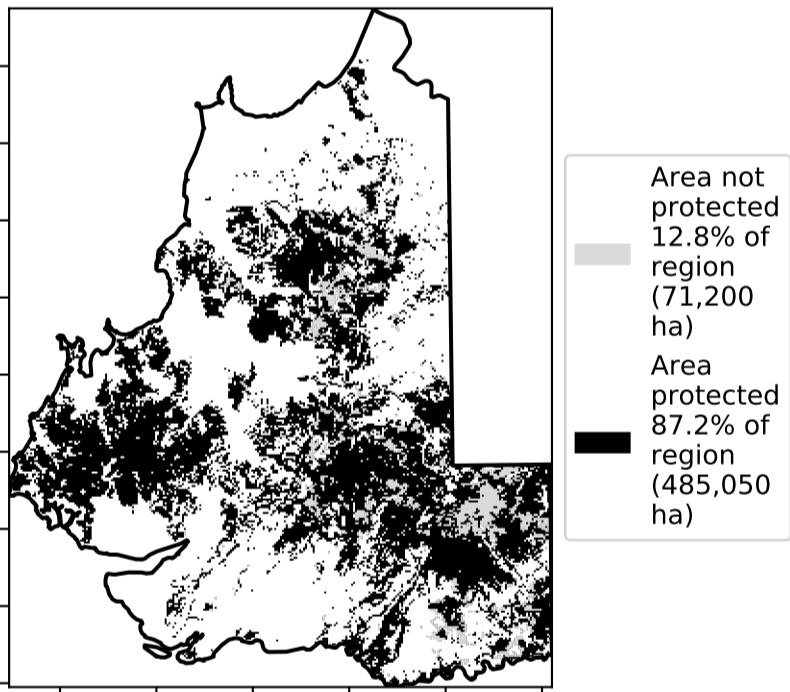 Area not
protected
12.8% of
region
(71,200
ha)
Area
protected
87.2% of
region
(485,050
ha)